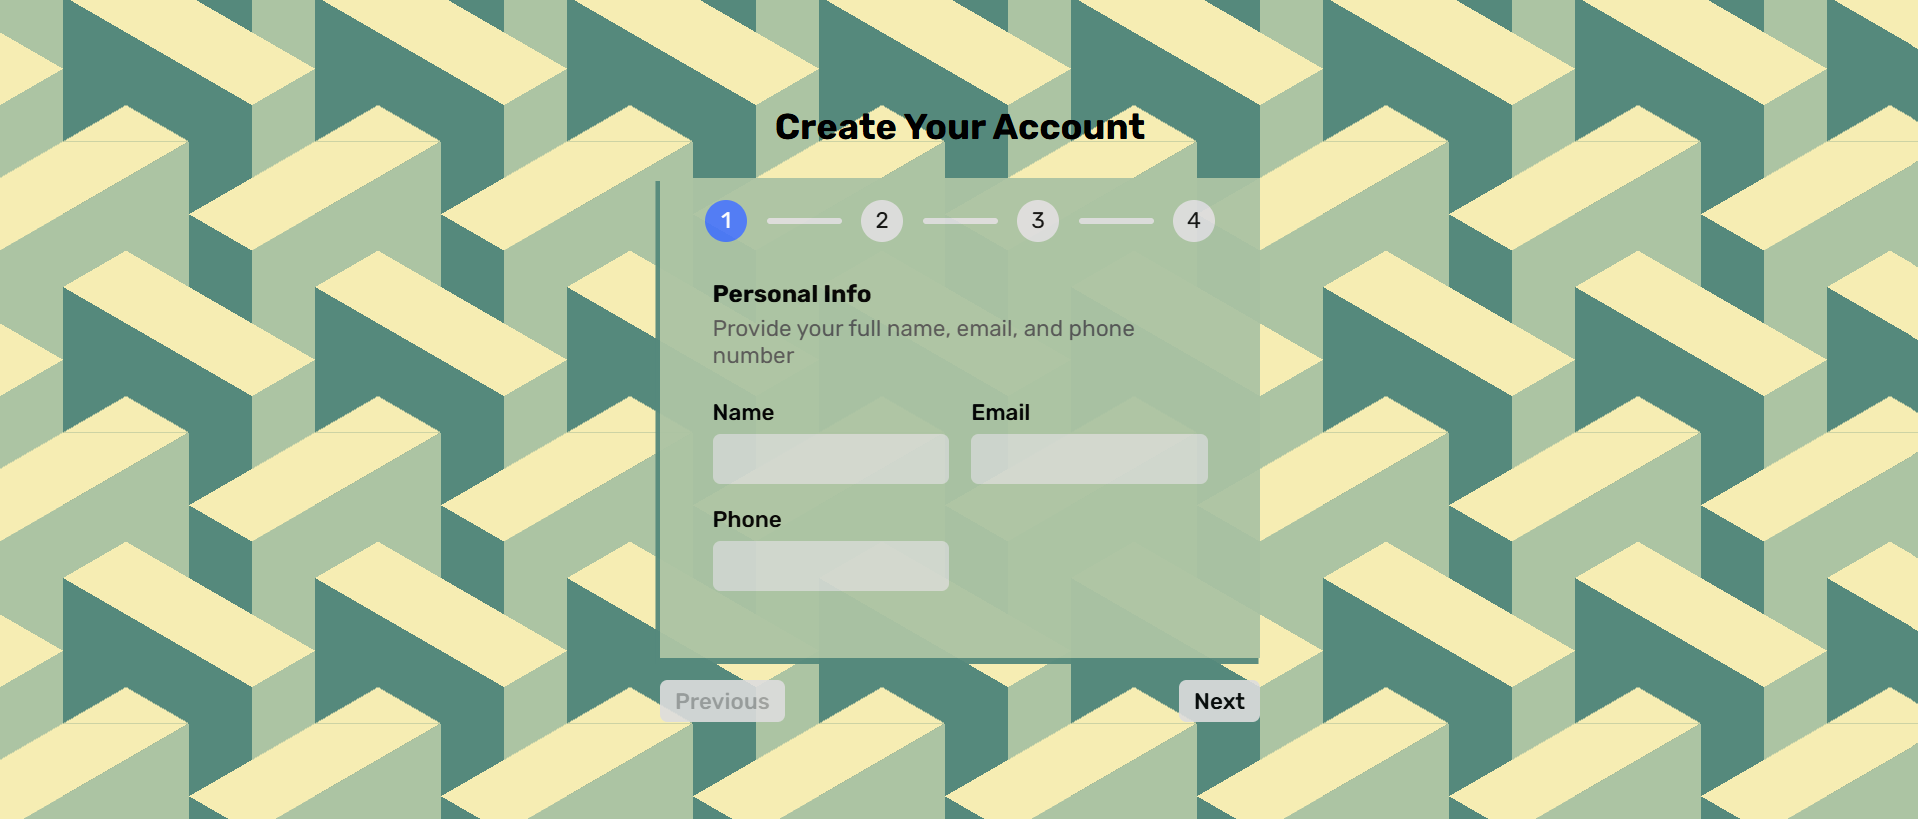 Create Your Account
1 2 3 4
Personal Info
Provide your full name, email, and phone
number
Name Email
Phone
Previous Next